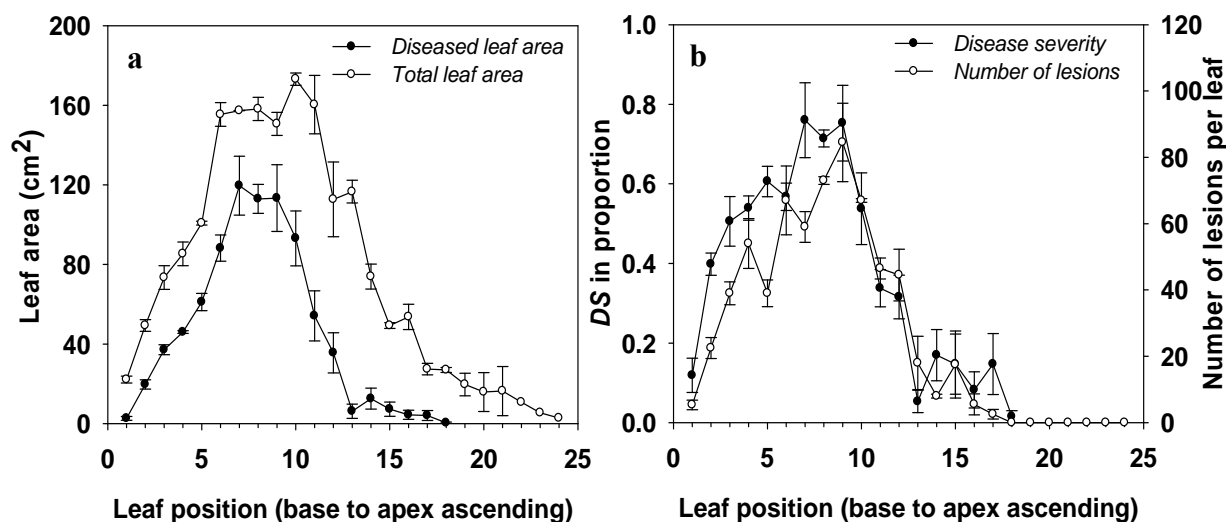 a
Diseased leaf area
Total leaf area
200
160
120
80
40
0
Leaf area (cm2)
0 5 10 15 20 25
Leaf position (base to apex ascending)
b
Disease severity
Number of lesions
1.0
0.8
0.6
0.4
0.2
0.0
DS in proportion
120
100
80
60
40
20
0
Number of lesions per leaf
0 5 10 15 20 25
Leaf position (base to apex ascending)